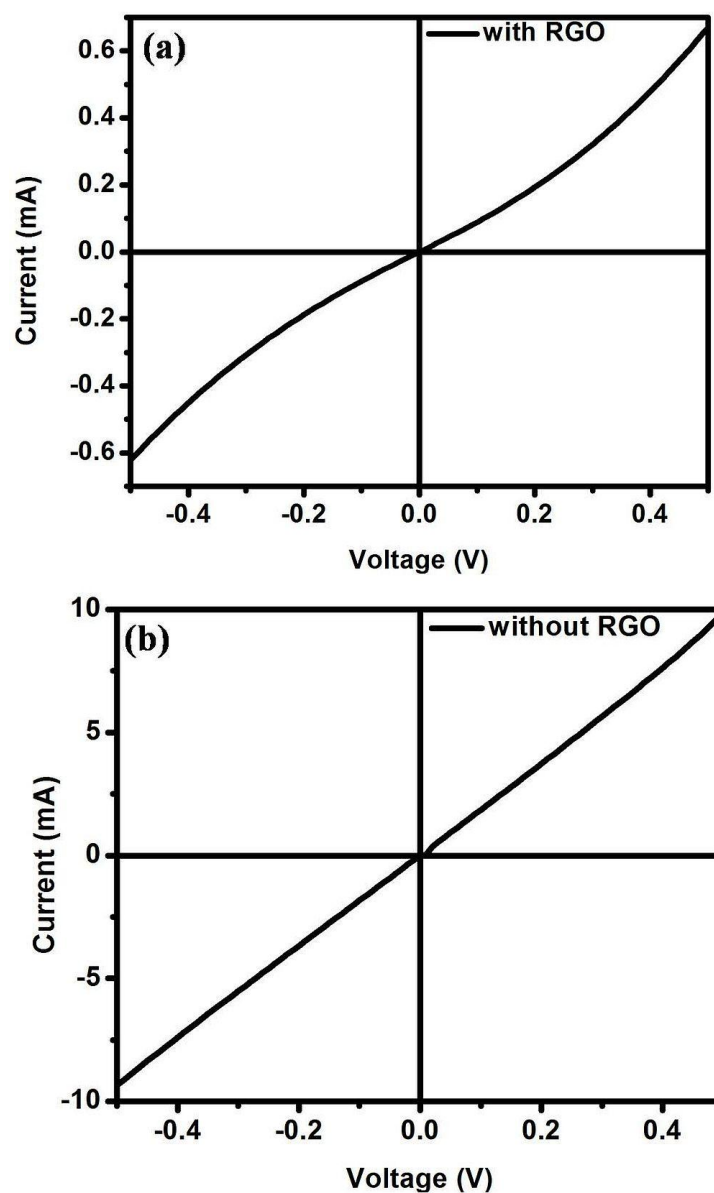 (a)
with RGO
0.6
0.4
0.2
0.0
-0.2
-0.4
-0.6
Current (mA)
-0.4 -0.2 0.0 0.2 0.4
Voltage (V)
(b)
without RGO
10
5
0
-5
-10
Current (mA)
-0.4 -0.2 0.0 0.2 0.4
Voltage (V)